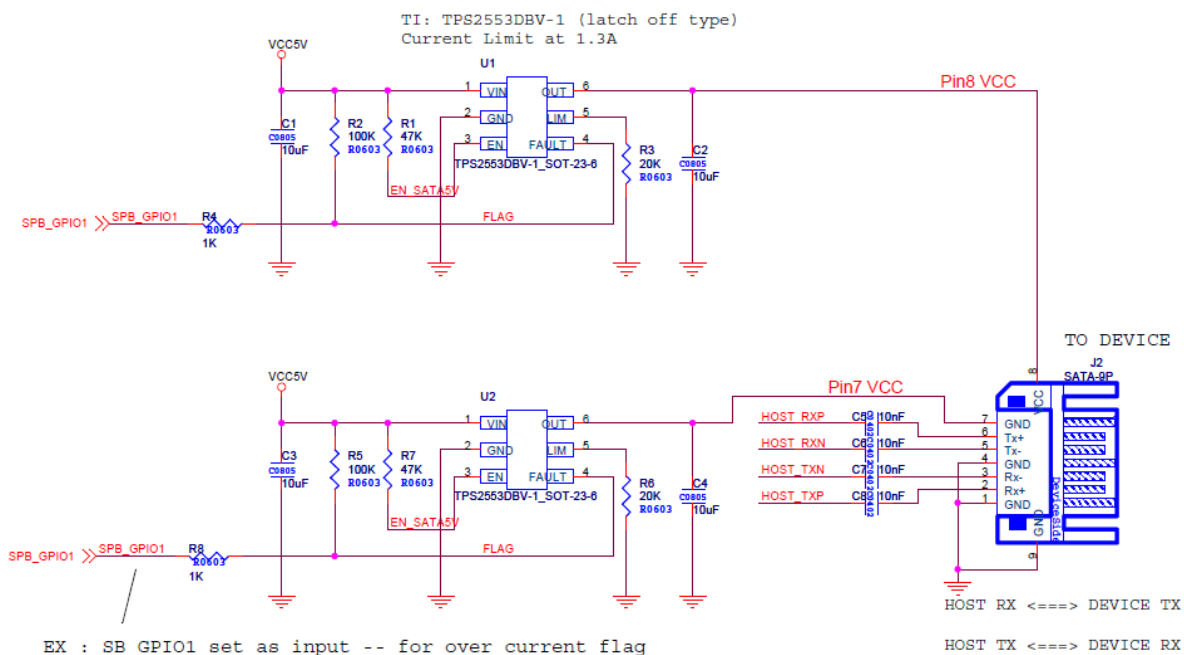 TI: TPS2553DBV-1 (latch off type)
Current Limit at 1.3A
VCC5V
U1
1 VIN OUT 6
Pin8 VCC
2 GND LIM 5
3 EN FAULT 4
TPS2553DBV-1_SOT-23-6
C1
C0805
10uF
R2
100K
R0603
R1
47K
R0603
R3
20K
R0603
C2
C0805
10uF
EN_SATA5V
SPB_GPIO1 SPB_GPIO1
R4
R0603
1K
FLAG
TO DEVICE
J2
SATA-9P
8
VCC
VCC5V
U2
1 VIN OUT 6
Pin7 VCC
2 GND LIM 5
3 EN FAULT 4
TPS2553DBV-1_SOT-23-6
C3
C0805
10uF
R5
100K
R0603
R7
47K
R0603
R6
20K
R0603
C4
C0805
10uF
EN_SATA5V
SPB_GPIO1 SPB_GPIO1
R8
R0603
1K
FLAG
HOST_RXP C5 10nF
HOST_RXN C6 10nF
HOST_TXN C7 10nF
HOST_TXP C8 10nF
C0402
7 GND
6 Tx+
5 Tx-
4 GND
3 Rx-
2 Rx+
1 GND
DeviceSide
GND
9
HOST RX <===> DEVICE TX
EX : SB GPIO1 set as input -- for over current flag
HOST TX <===> DEVICE RX